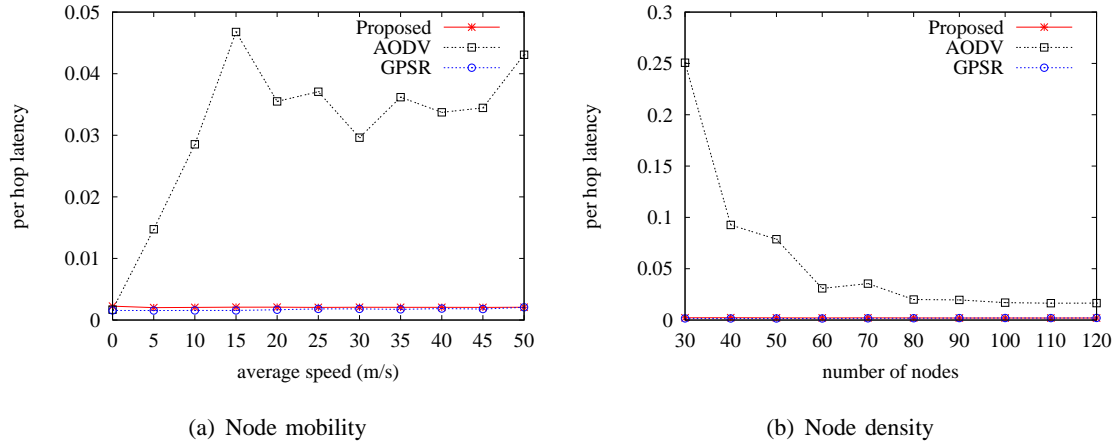 0.05
0.04
0.03
0.02
0.01
0
per hop latency
0 5 10 15 20 25 30 35 40 45 50
average speed (m/s)
Proposed
AODV
GPSR
(a) Node mobility
0.3
0.25
0.2
0.15
0.1
0.05
0
per hop latency
30 40 50 60 70 80 90 100 110 120
number of nodes
Proposed
AODV
GPSR
(b) Node density